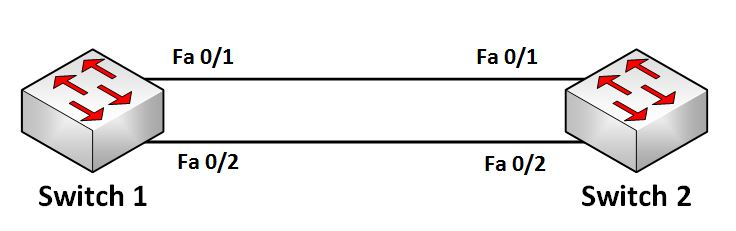 Fa 0/1 Fa 0/1
Fa 0/2 Fa 0/2
Switch 1 Switch 2